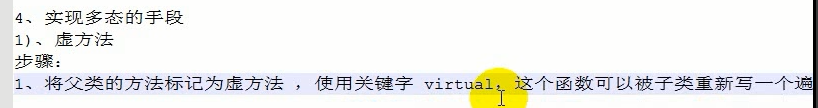 4、实现多态的手段
1)、虚方法
步骤:
1、将父类的方法标记为虚方法 ，使用关键字 virtual，这个函数可以被子类重新写一个遍